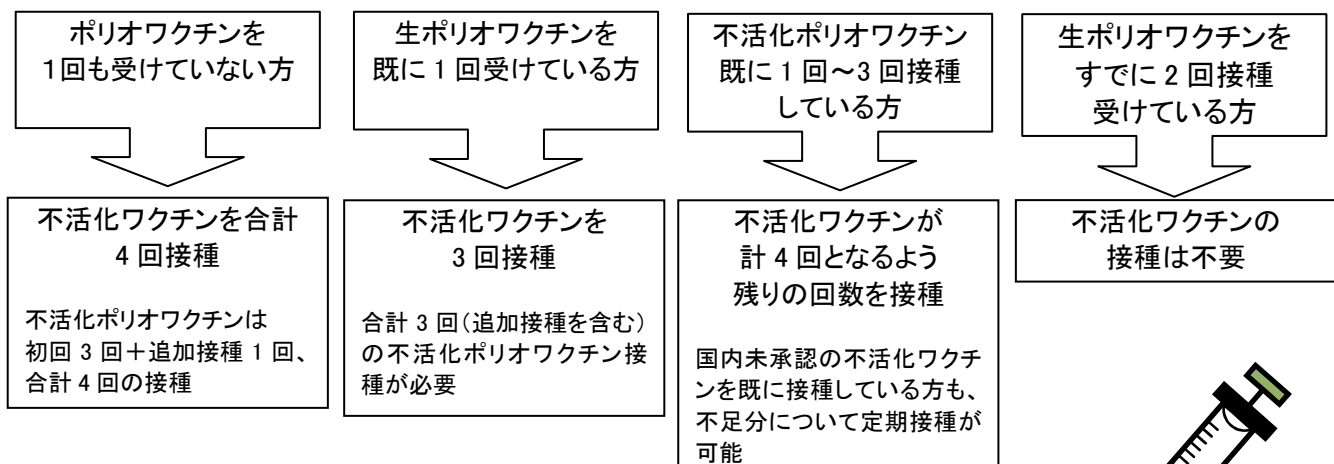 ポリオワクチンを
1回も受けていない方
生ポリオワクチンを
既に 1 回受けている方
不活化ポリオワクチン
既に 1 回～3 回接種
している方
生ポリオワクチンを
すでに 2 回接種
受けている方
不活化ワクチンを合計
4 回接種
不活化ポリオワクチンは
初回 3 回＋追加接種 1 回、
合計 4 回の接種
不活化ワクチンを
3 回接種
合計 3 回（追加接種を含む）
の不活化ポリオワクチン接
種が必要
不活化ワクチンが
計 4 回となるよう
残りの回数を接種
国内未承認の不活化ワクチ
ンを既に接種している方も、
不足分について定期接種が
可能
不活化ワクチンの
接種は不要